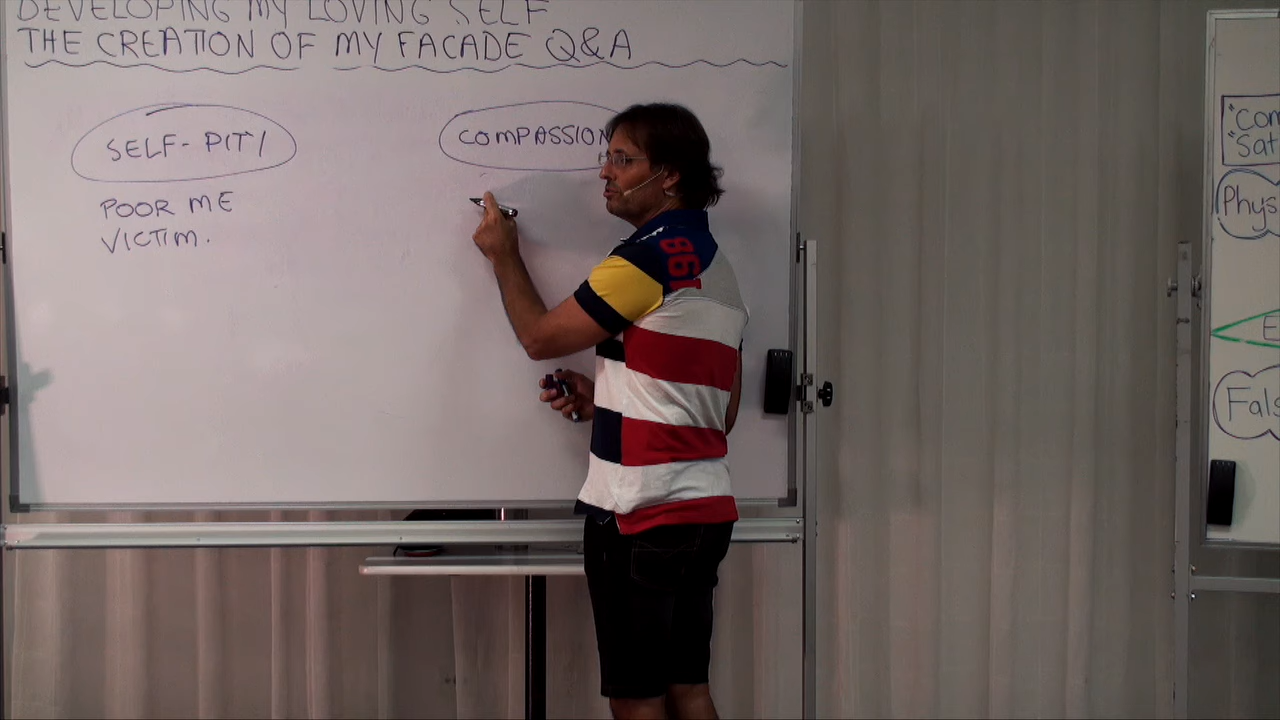 DEVELOPING MY LOVING SELF
THE CREATION OF MY FACADE Q&A
SELF-PITY
COMPASSION
POOR ME
VICTIM.